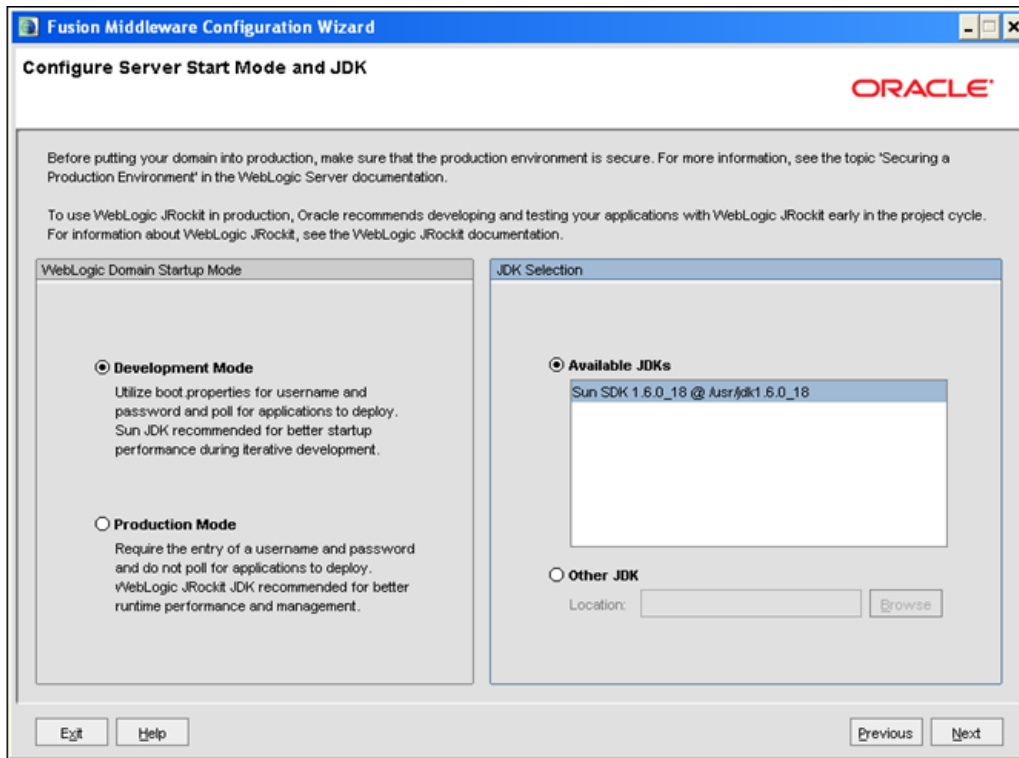 Fusion Middleware Configuration Wizard
Configure Server Start Mode and JDK
ORACLE
Before putting your domain into production, make sure that the production environment is secure. For more information, see the topic 'Securing a
Production Environment' in the WebLogic Server documentation.
To use WebLogic JRockit in production, Oracle recommends developing and testing your applications with WebLogic JRockit early in the project cycle.
For information about WebLogic JRockit, see the WebLogic JRockit documentation.
WebLogic Domain Startup Mode
Development Mode
Utilize boot.properties for username and
password and poll for applications to deploy.
Sun JDK recommended for better startup
performance during iterative development.
Production Mode
Require the entry of a username and password
and do not poll for applications to deploy.
WebLogic JRockit JDK recommended for better
runtime performance and management.
JDK Selection
Available JDKs
Sun SDK 1.6.0_18 @ /usr/jdk1.6.0_18
Other JDK
Location:
Browse
Exit
Help
Previous
Next